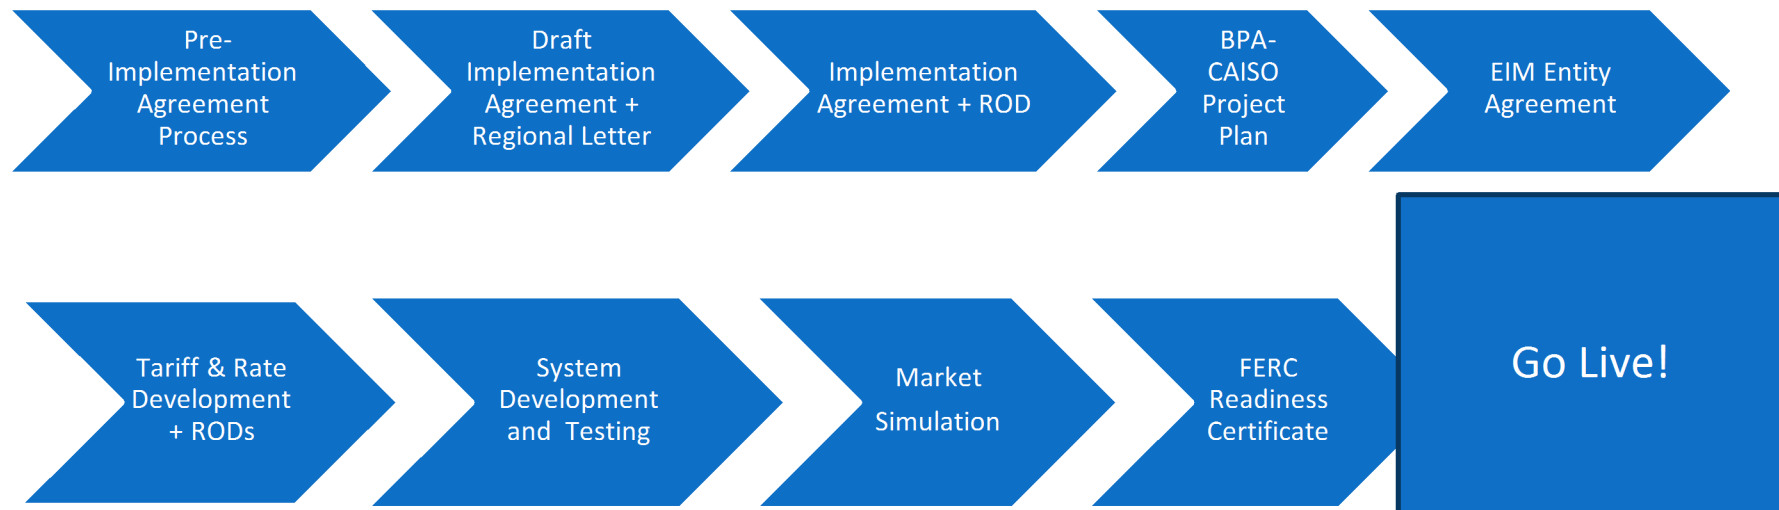 Pre-
Implementation
Agreement
Process
Draft
Implementation
Agreement +
Regional Letter
Implementation
Agreement + ROD
BPA-
CAISO
Project
Plan
EIM Entity
Agreement
Tariff & Rate
Development
+ RODs
System
Development
and Testing
Market
Simulation
FERC
Readiness
Certificate
Go Live!